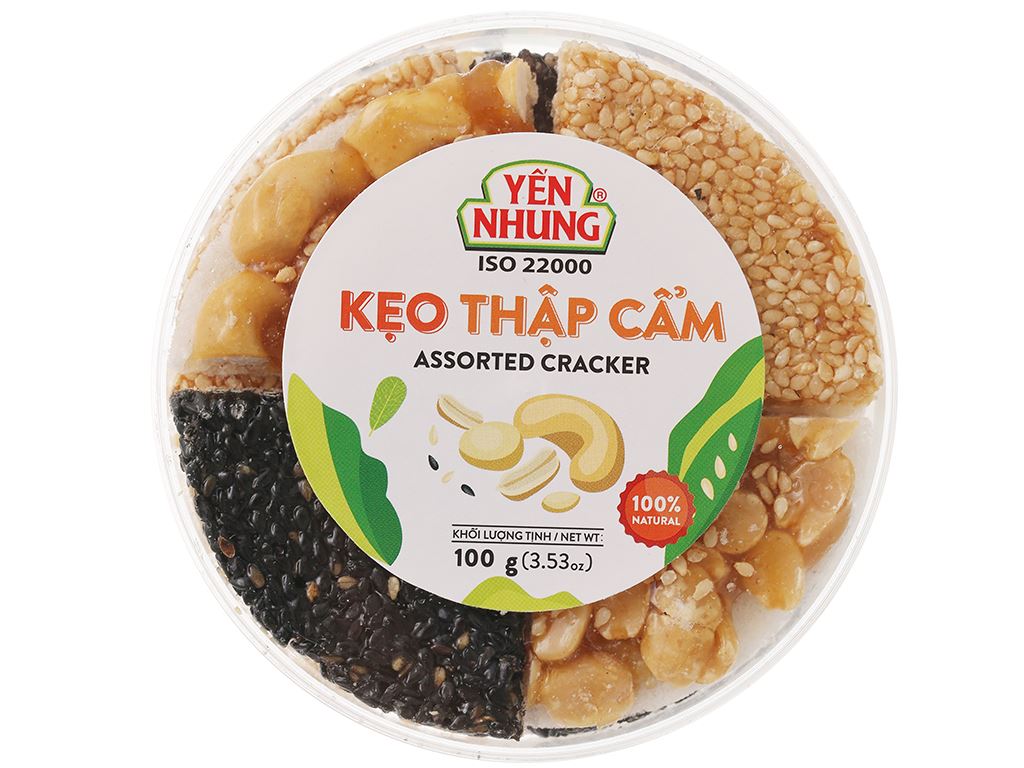 YẾN
NHUNG ®
ISO 22000
KẸO THẬP CẨM
ASSORTED CRACKER
100%
NATURAL
KHỐI LƯỢNG TỊNH / NET WT:
100 g (3.53oz)